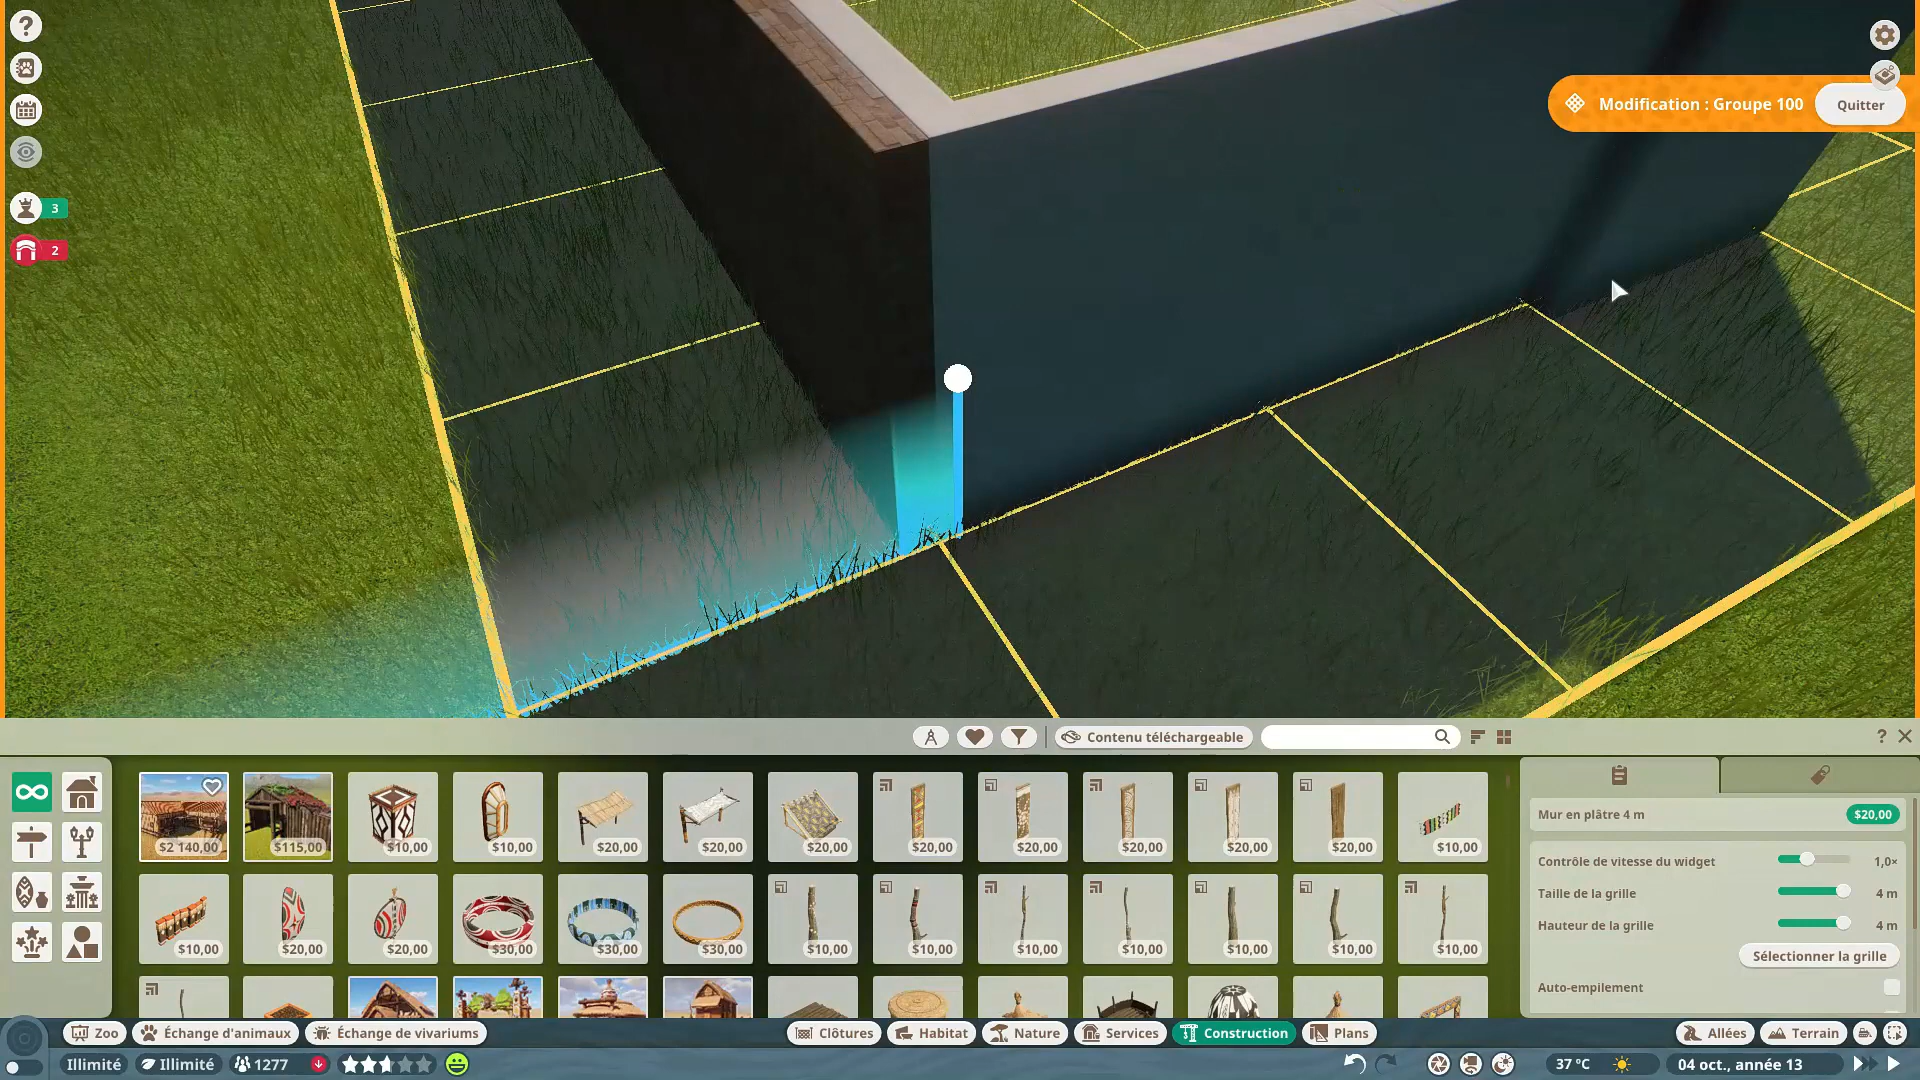 ?
3
2
Modification : Groupe 100
Quitter
Contenu téléchargeable
?
$2 140,00
$115,00
$10,00
$10,00
$20,00
$20,00
$20,00
$20,00
$20,00
$20,00
$20,00
$20,00
$10,00
$10,00
$20,00
$20,00
$30,00
$30,00
$30,00
$10,00
$10,00
$10,00
$10,00
$10,00
$10,00
$10,00
Mur en plâtre 4 m
$20,00
Contrôle de vitesse du widget
1,0×
Taille de la grille
4 m
Hauteur de la grille
4 m
Sélectionner la grille
Auto-empilement
Zoo
Échange d'animaux
Échange de vivariums
Clôtures
Habitat
Nature
Services
Construction
Plans
Allées
Terrain
Illimité
Illimité
1277
37 °C
04 oct., année 13